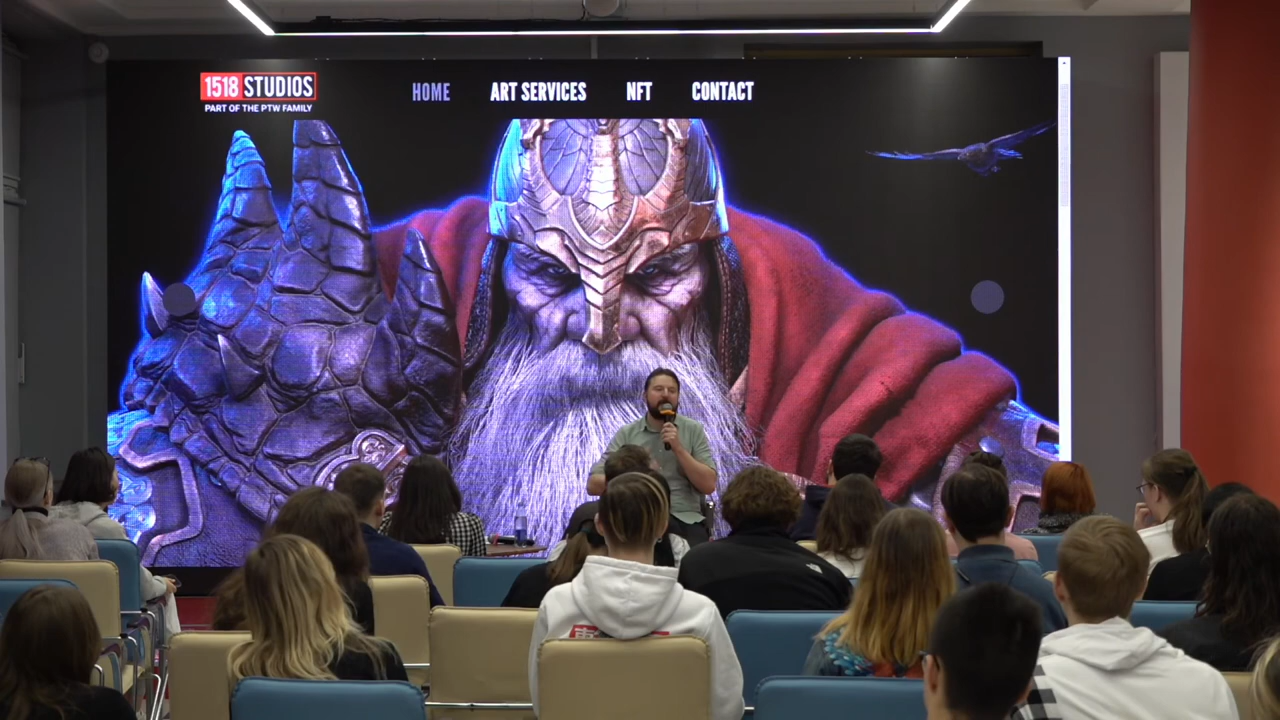 1518 STUDIOS
PART OF THE PTW FAMILY
HOME ART SERVICES NFT CONTACT